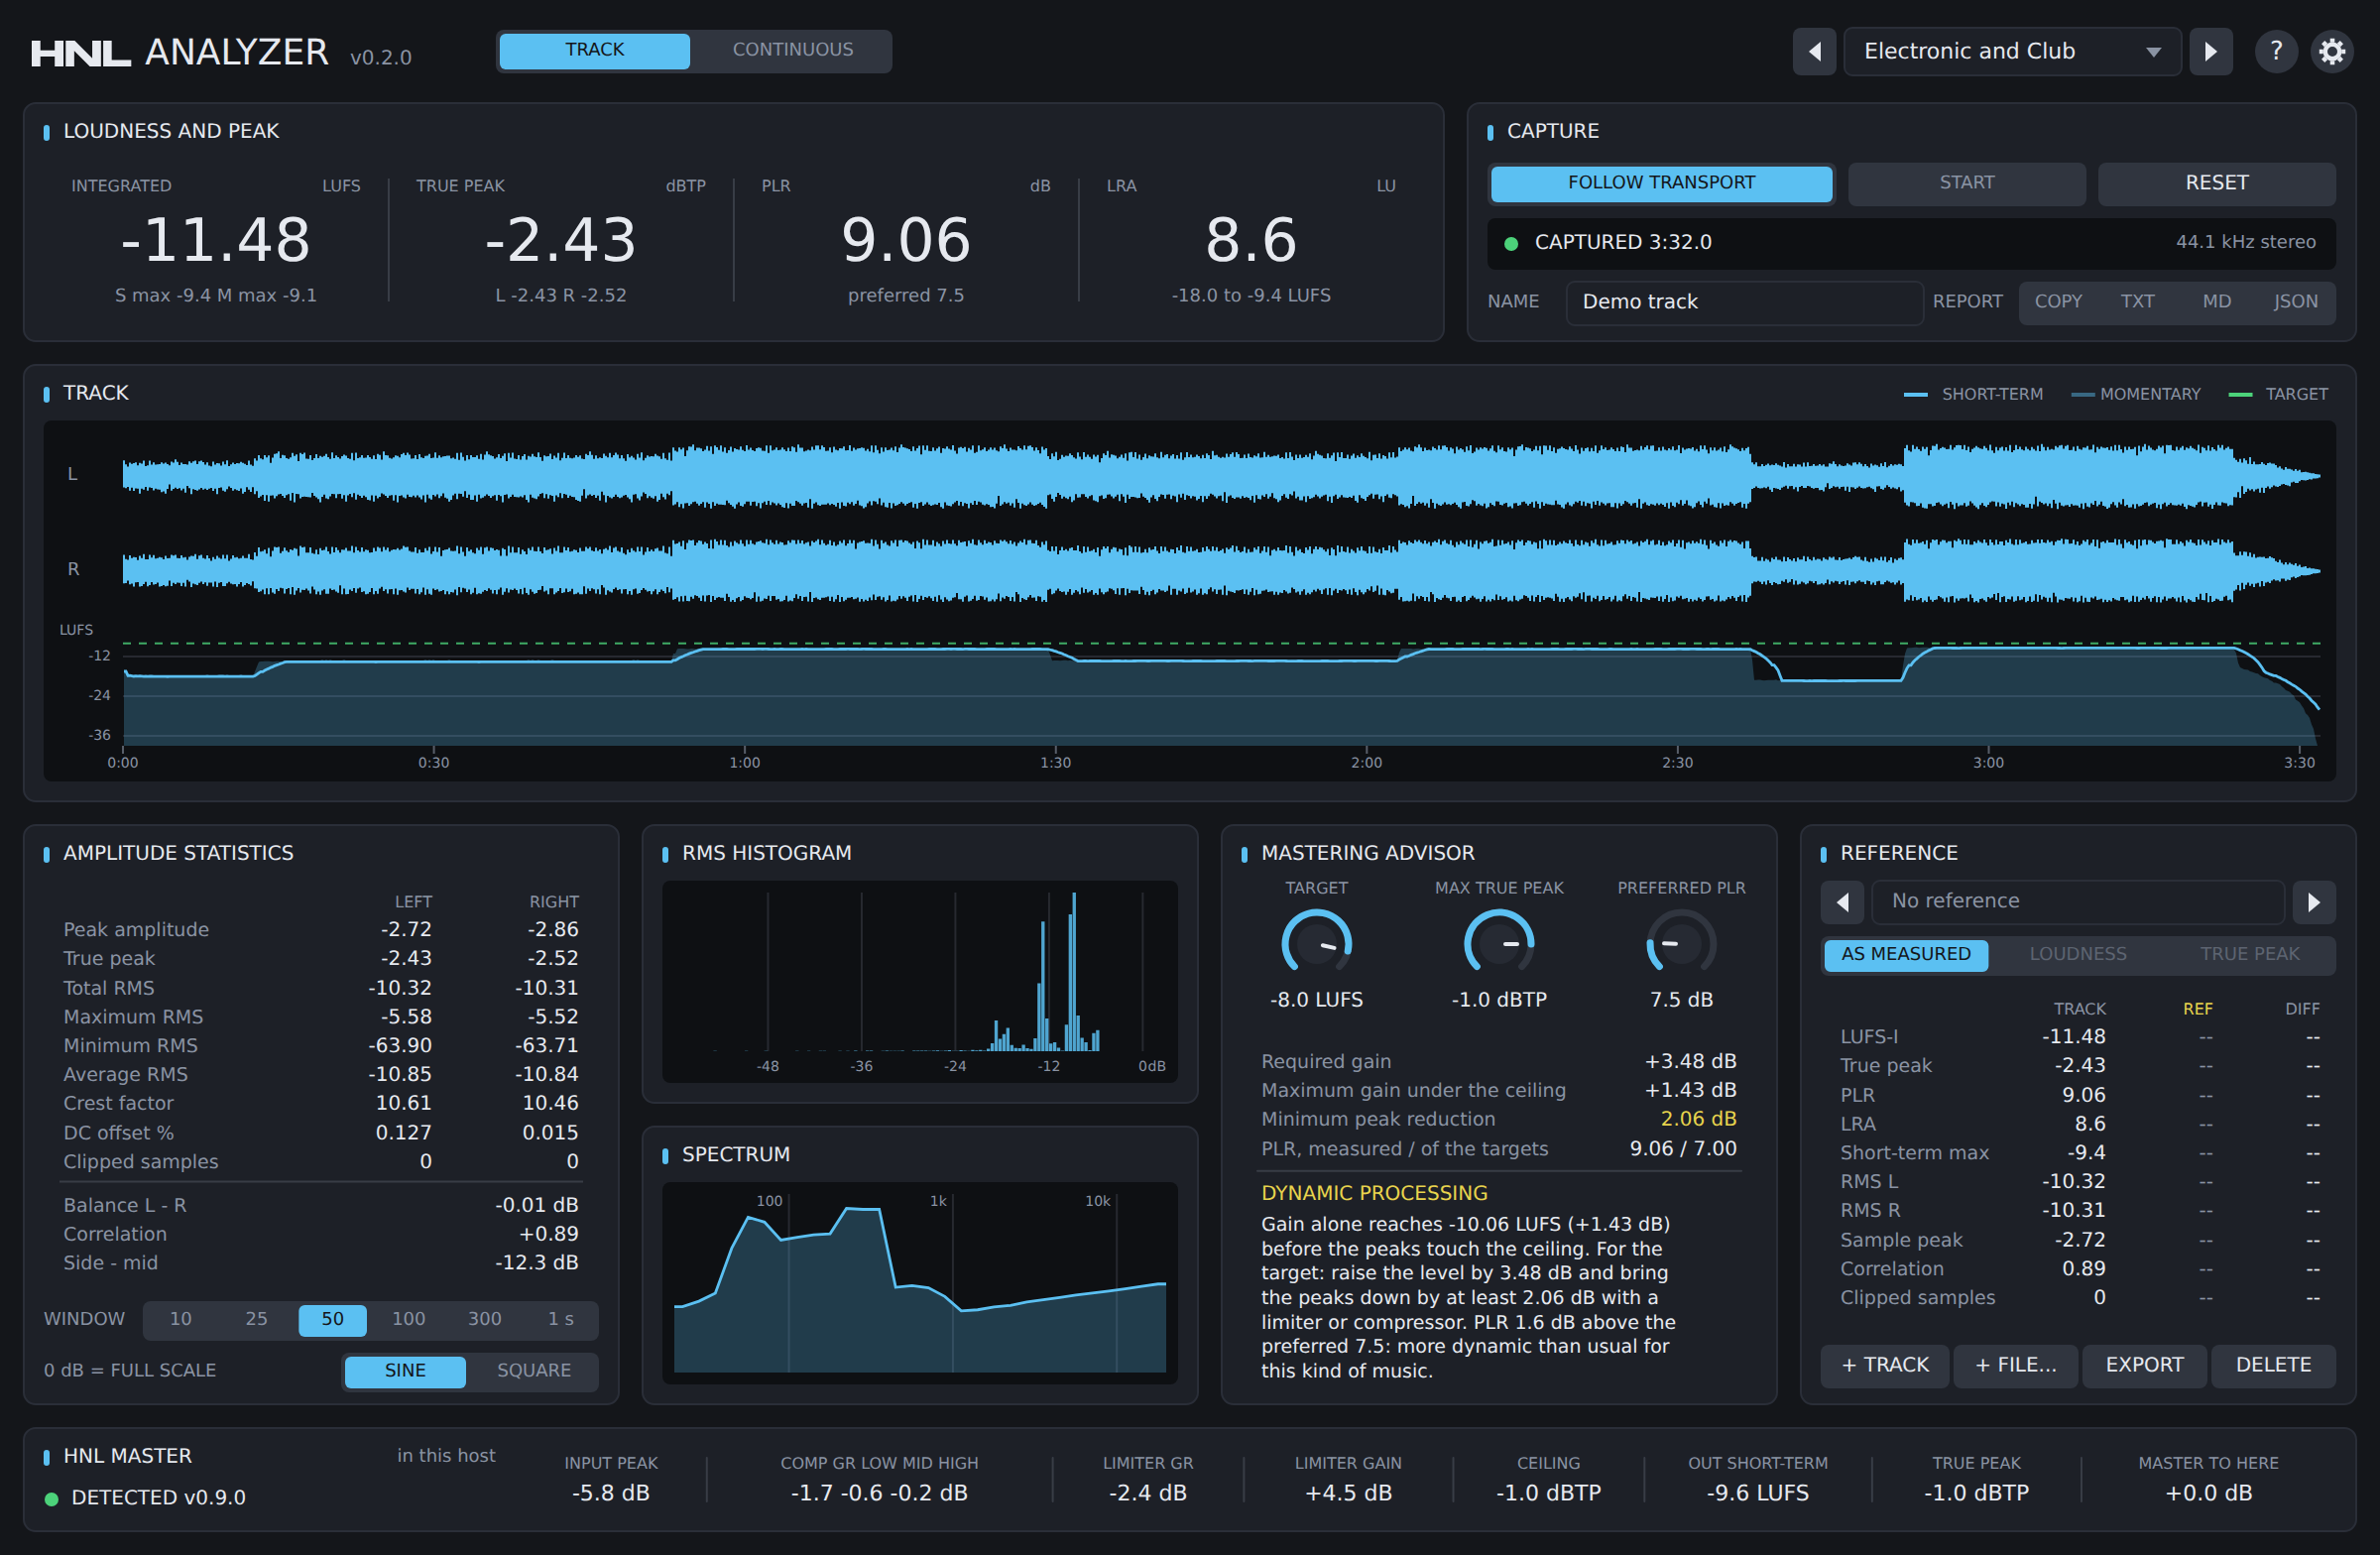 HNL ANALYZER v0.2.0
TRACK CONTINUOUS
Electronic and Club
?
LOUDNESS AND PEAK
INTEGRATED LUFS
-11.48
S max -9.4 M max -9.1
TRUE PEAK dBTP
-2.43
L -2.43 R -2.52
PLR dB
9.06
preferred 7.5
LRA LU
8.6
-18.0 to -9.4 LUFS
CAPTURE
FOLLOW TRANSPORT START RESET
CAPTURED 3:32.0 44.1 kHz stereo
NAME Demo track REPORT COPY TXT MD JSON
TRACK
SHORT-TERM MOMENTARY TARGET
L
R
LUFS
-12
-24
-36
0:00 0:30 1:00 1:30 2:00 2:30 3:00 3:30
AMPLITUDE STATISTICS
LEFT RIGHT
Peak amplitude -2.72 -2.86
True peak -2.43 -2.52
Total RMS -10.32 -10.31
Maximum RMS -5.58 -5.52
Minimum RMS -63.90 -63.71
Average RMS -10.85 -10.84
Crest factor 10.61 10.46
DC offset % 0.127 0.015
Clipped samples 0 0
Balance L - R -0.01 dB
Correlation +0.89
Side - mid -12.3 dB
WINDOW 10 25 50 100 300 1 s
0 dB = FULL SCALE SINE SQUARE
RMS HISTOGRAM
-48 -36 -24 -12 0dB
SPECTRUM
100 1k 10k
MASTERING ADVISOR
TARGET MAX TRUE PEAK PREFERRED PLR
-8.0 LUFS -1.0 dBTP 7.5 dB
Required gain +3.48 dB
Maximum gain under the ceiling +1.43 dB
Minimum peak reduction 2.06 dB
PLR, measured / of the targets 9.06 / 7.00
DYNAMIC PROCESSING
Gain alone reaches -10.06 LUFS (+1.43 dB)
before the peaks touch the ceiling. For the
target: raise the level by 3.48 dB and bring
the peaks down by at least 2.06 dB with a
limiter or compressor. PLR 1.6 dB above the
preferred 7.5: more dynamic than usual for
this kind of music.
REFERENCE
No reference
AS MEASURED LOUDNESS TRUE PEAK
TRACK REF DIFF
LUFS-I -11.48 -- --
True peak -2.43 -- --
PLR 9.06 -- --
LRA 8.6 -- --
Short-term max -9.4 -- --
RMS L -10.32 -- --
RMS R -10.31 -- --
Sample peak -2.72 -- --
Correlation 0.89 -- --
Clipped samples 0 -- --
+ TRACK + FILE... EXPORT DELETE
HNL MASTER in this host
DETECTED v0.9.0
INPUT PEAK
-5.8 dB
COMP GR LOW MID HIGH
-1.7 -0.6 -0.2 dB
LIMITER GR
-2.4 dB
LIMITER GAIN
+4.5 dB
CEILING
-1.0 dBTP
OUT SHORT-TERM
-9.6 LUFS
TRUE PEAK
-1.0 dBTP
MASTER TO HERE
+0.0 dB